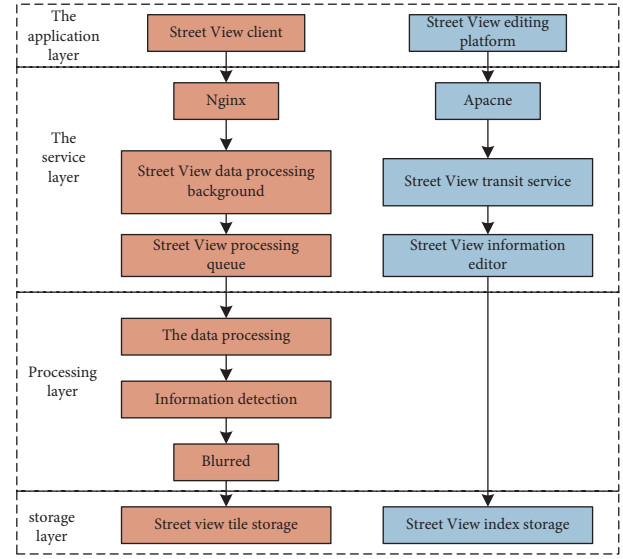 The
application
layer
Street View client
Street View editing
platform
The
service
layer
Nginx
Apacne
Street View data processing
background
Street View transit service
Street View processing
queue
Street View information
editor
Processing
layer
The data processing
Information detection
Blurred
storage
layer
Street view tile storage
Street View index storage